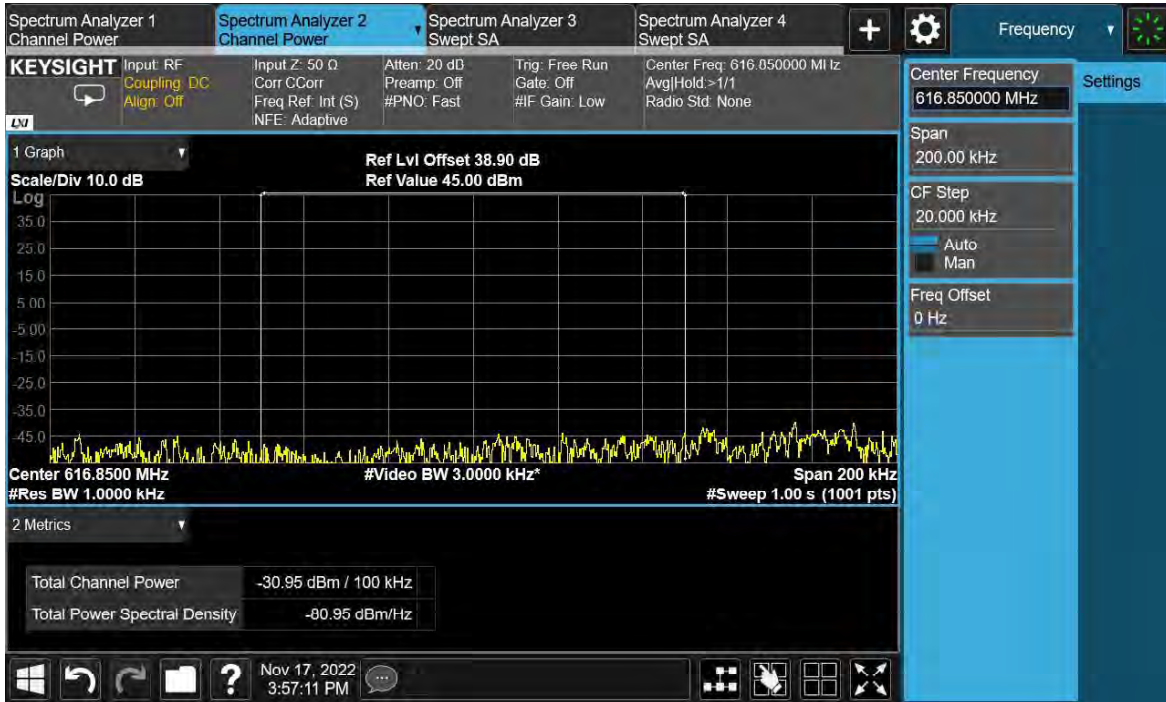 Spectrum Analyzer 1
Channel Power
Spectrum Analyzer 2
Channel Power
Spectrum Analyzer 3
Swept SA
Spectrum Analyzer 4
Swept SA
+
Frequency
KEYSIGHT
LXI
Input: RF
Coupling: DC
Align: Off
Input Z: 50 Ω
Corr CCorr
Freq Ref: Int (S)
NFE: Adaptive
Atten: 20 dB
Preamp: Off
#PNO: Fast
Trig: Free Run
Gate: Off
#IF Gain: Low
Center Freq: 616.850000 MHz
Avg|Hold:>1/1
Radio Std: None
Center Frequency
616.850000 MHz
Settings
Span
200.00 kHz
CF Step
20.000 kHz
Auto
Man
Freq Offset
0 Hz
1 Graph
Scale/Div 10.0 dB
Ref Lvl Offset 38.90 dB
Ref Value 45.00 dBm
Log
35.0
25.0
15.0
5.00
-5.00
-15.0
-25.0
-35.0
-45.0
Center 616.8500 MHz
#Video BW 3.0000 kHz*
Span 200 kHz
#Res BW 1.0000 kHz
#Sweep 1.00 s (1001 pts)
2 Metrics
Total Channel Power -30.95 dBm / 100 kHz
Total Power Spectral Density -80.95 dBm/Hz
?
Nov 17, 2022
3:57:11 PM